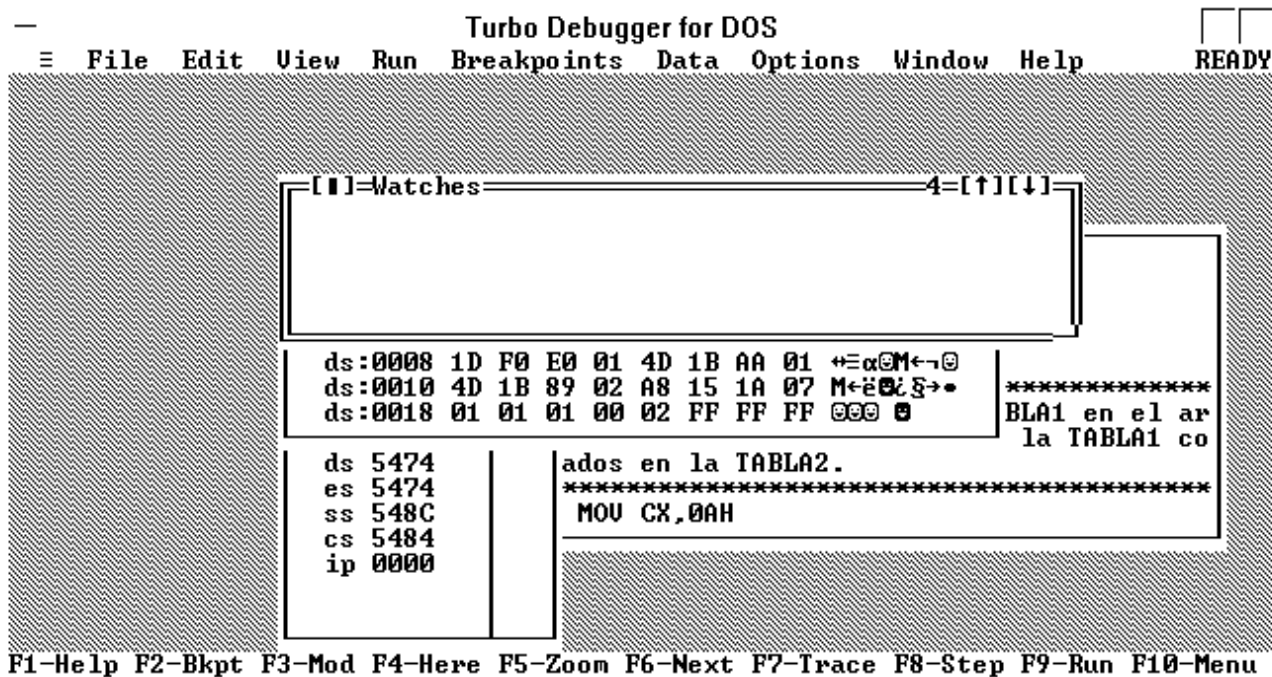 Turbo Debugger for DOS
≡ File Edit View Run Breakpoints Data Options Window Help READY
[▮]=Watches 4=[↑][↓]
ds:0008 1D F0 E0 01 4D 1B AA 01 ↔≡α☺M←¬☺
ds:0010 4D 1B 89 02 A8 15 1A 07 M←ë☻¿§→•
*************
ds:0018 01 01 01 00 02 FF FF FF ☺☺☺ ☻
BLA1 en el ar
la TABLA1 co
ds 5474
ados en la TABLA2.
es 5474
*****************************************
ss 548C
MOV CX,0AH
cs 5484
ip 0000
F1-Help F2-Bkpt F3-Mod F4-Here F5-Zoom F6-Next F7-Trace F8-Step F9-Run F10-Menu